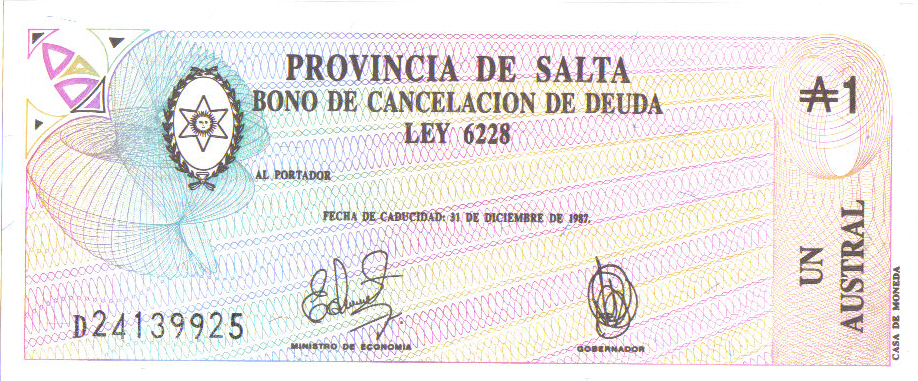 PROVINCIA DE SALTA
BONO DE CANCELACION DE DEUDA
LEY 6228
AL PORTADOR
FECHA DE CADUCIDAD: 31 DE DICIEMBRE DE 1987.
D24139925
MINISTRO DE ECONOMIA
GOBERNADOR
₳1
UN
AUSTRAL
CASA DE MONEDA